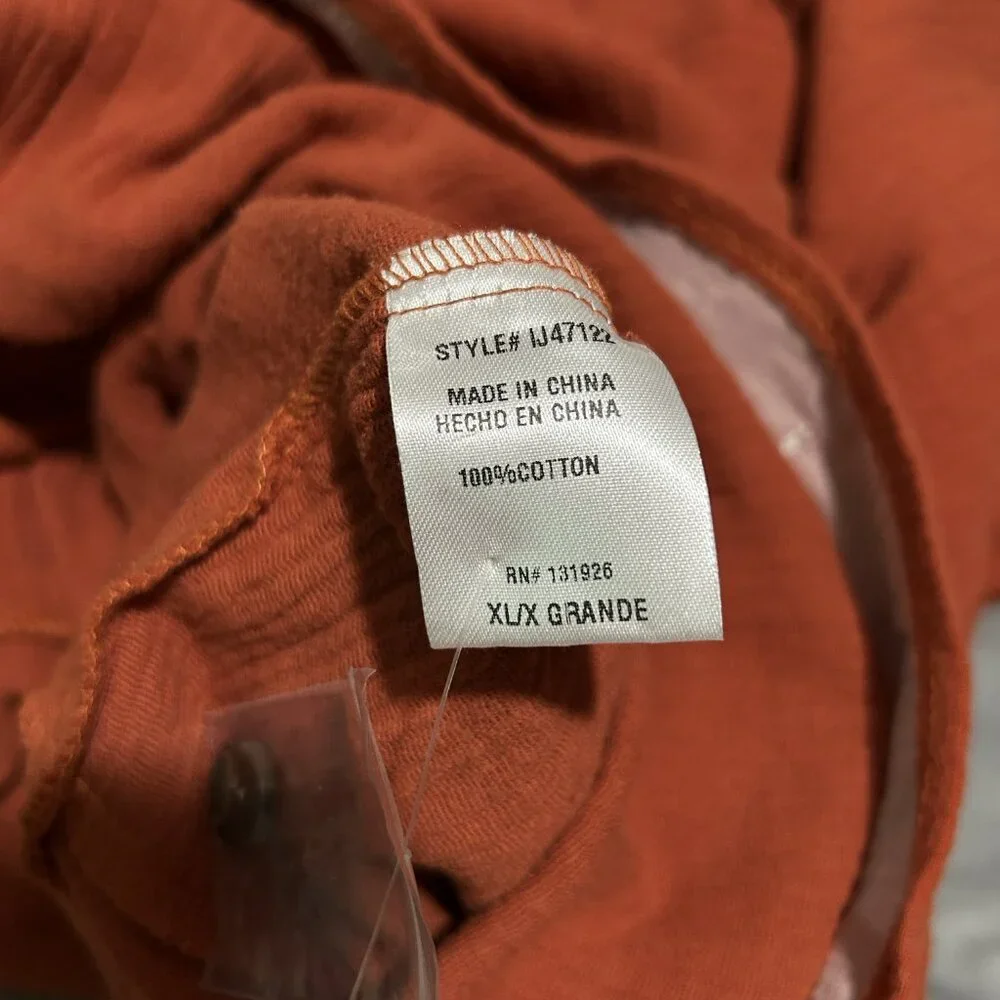 STYLE# IJ47122
MADE IN CHINA
HECHO EN CHINA
100%COTTON
RN# 131926
XL/X GRANDE